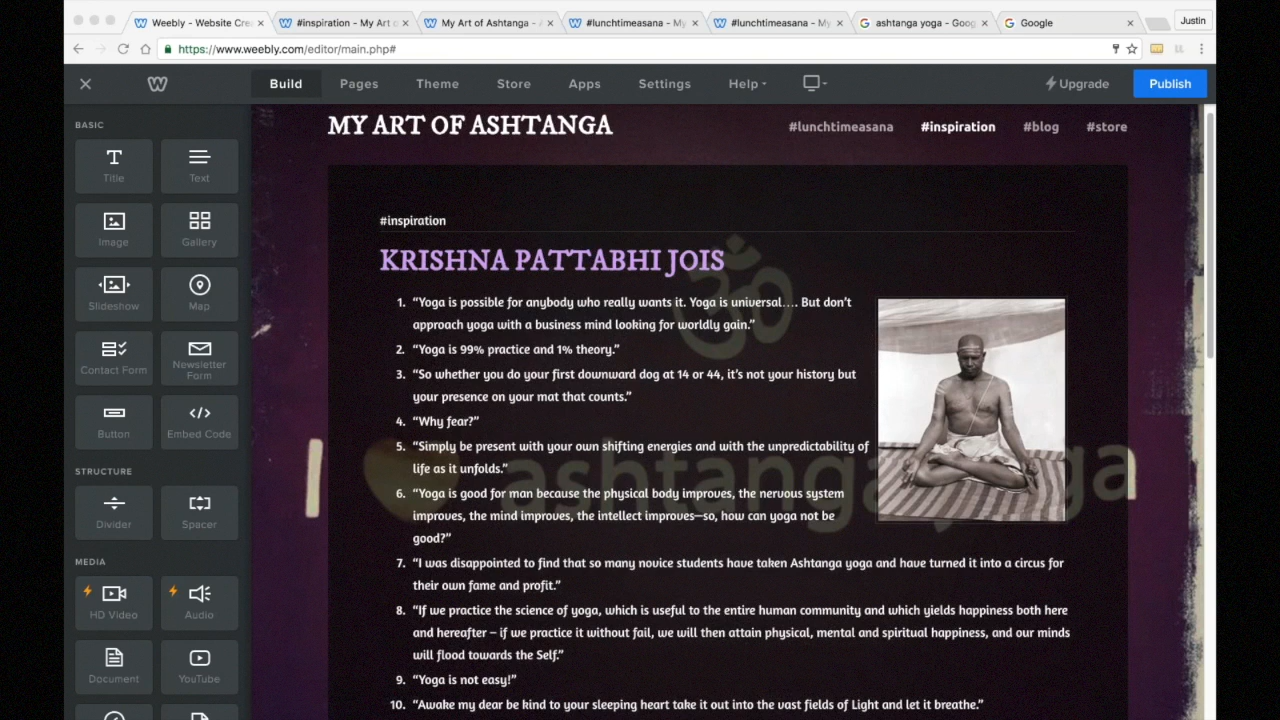 Weebly - Website Crea
#inspiration - My Art o
My Art of Ashtanga - A
#lunchtimeasana - My
#lunchtimeasana - My
ashtanga yoga - Goog
Google
Justin
https://www.weebly.com/editor/main.php#
Build
Pages
Theme
Store
Apps
Settings
Help
Upgrade
Publish
MY ART OF ASHTANGA
#lunchtimeasana
#inspiration
#blog
#store
BASIC
Title
Text
Image
Gallery
Slideshow
Map
Contact Form
Newsletter
Form
Button
Embed Code
STRUCTURE
Divider
Spacer
MEDIA
HD Video
Audio
Document
YouTube
#inspiration
KRISHNA PATTABHI JOIS
ॐ
1. “Yoga is possible for anybody who really wants it. Yoga is universal…. But don’t
approach yoga with a business mind looking for worldly gain.”
2. “Yoga is 99% practice and 1% theory.”
3. “So whether you do your first downward dog at 14 or 44, it’s not your history but
your presence on your mat that counts.”
4. “Why fear?”
5. “Simply be present with your own shifting energies and with the unpredictability of
life as it unfolds.”
6. “Yoga is good for man because the physical body improves, the nervous system
improves, the mind improves, the intellect improves—so, how can yoga not be
good?”
7. “I was disappointed to find that so many novice students have taken Ashtanga yoga and have turned it into a circus for
their own fame and profit.”
8. “If we practice the science of yoga, which is useful to the entire human community and which yields happiness both here
and hereafter – if we practice it without fail, we will then attain physical, mental and spiritual happiness, and our minds
will flood towards the Self.”
9. “Yoga is not easy!”
10. “Awake my dear be kind to your sleeping heart take it out into the vast fields of Light and let it breathe.”
I ashtanga